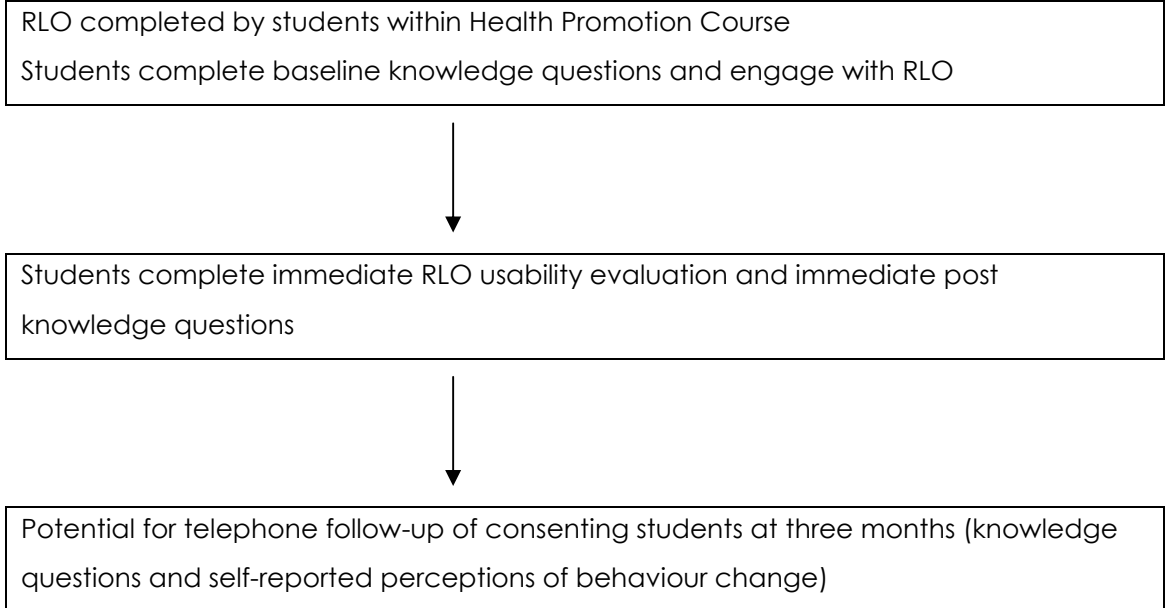 RLO completed by students within Health Promotion Course
Students complete baseline knowledge questions and engage with RLO
Students complete immediate RLO usability evaluation and immediate post
knowledge questions
Potential for telephone follow-up of consenting students at three months (knowledge
questions and self-reported perceptions of behaviour change)